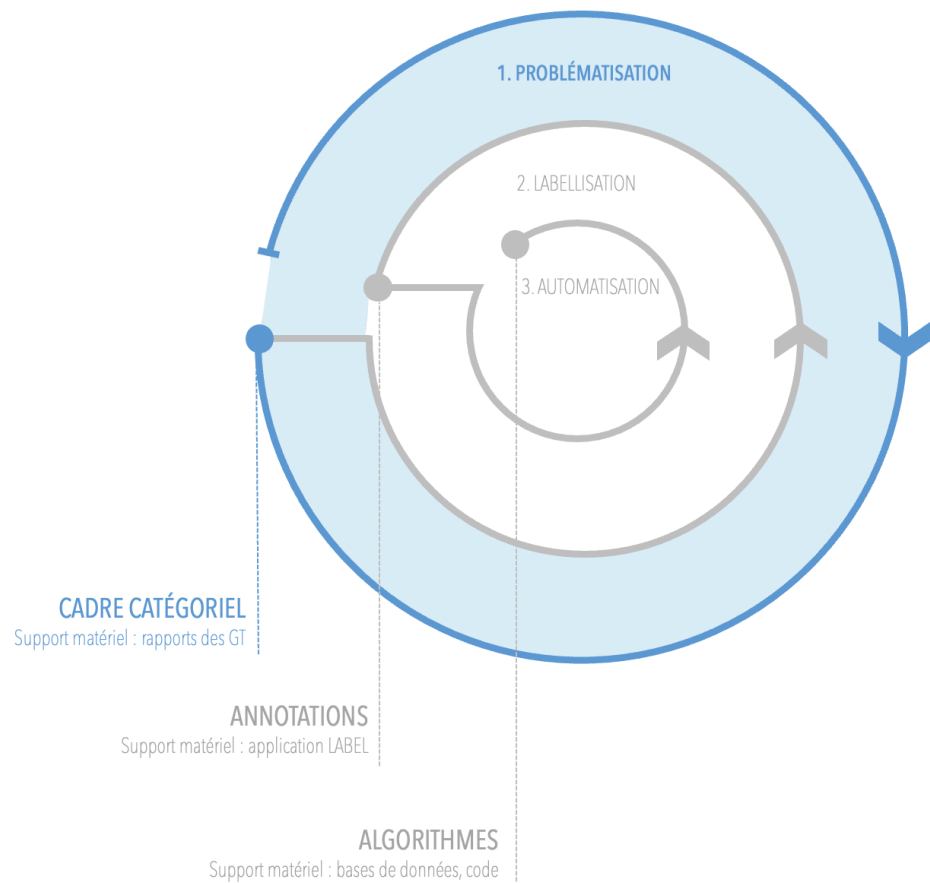 1. PROBLÉMATISATION
2. LABELLISATION
3. AUTOMATISATION
CADRE CATÉGORIEL
Support matériel : rapports des GT
ANNOTATIONS
Support matériel : application LABEL
ALGORITHMES
Support matériel : bases de données, code